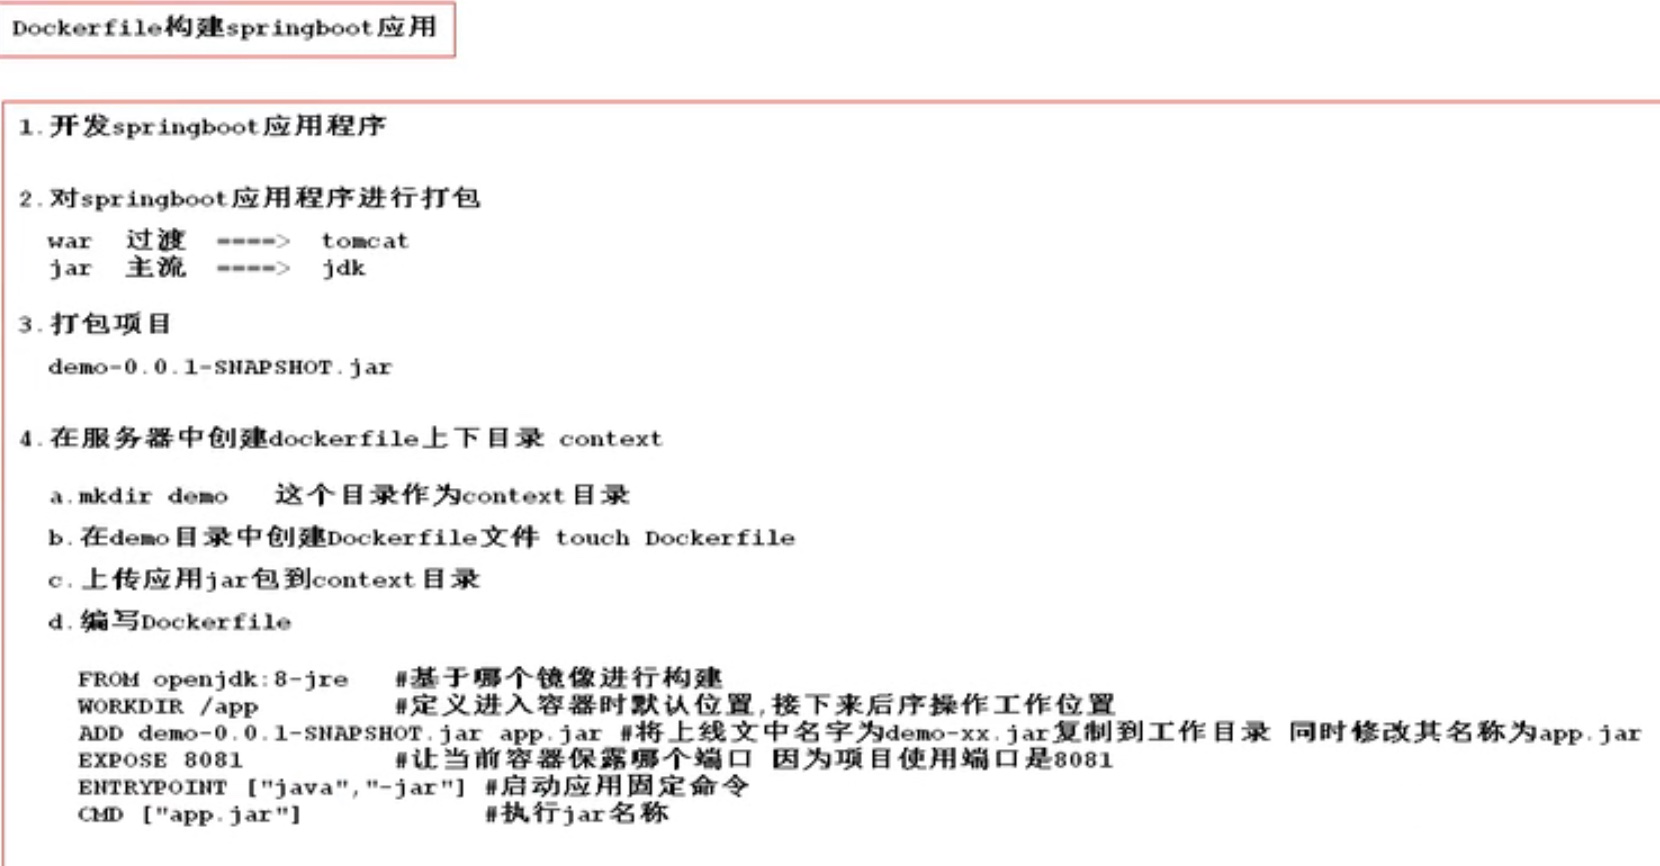 Dockerfile构建springboot应用
1.开发springboot应用程序
2.对springboot应用程序进行打包
war 过渡 ====> tomcat
jar 主流 ====> jdk
3.打包项目
demo-0.0.1-SNAPSHOT.jar
4.在服务器中创建dockerfile上下目录 context
a.mkdir demo 这个目录作为context目录
b.在demo目录中创建Dockerfile文件 touch Dockerfile
c.上传应用jar包到context目录
d.编写Dockerfile
FROM openjdk:8-jre #基于哪个镜像进行构建
WORKDIR /app #定义进入容器时默认位置,接下来后序操作工作位置
ADD demo-0.0.1-SNAPSHOT.jar app.jar #将上线文中名字为demo-xx.jar复制到工作目录 同时修改其名称为app.jar
EXPOSE 8081 #让当前容器保露哪个端口 因为项目使用端口是8081
ENTRYPOINT ["java","-jar"] #启动应用固定命令
CMD ["app.jar"] #执行jar名称